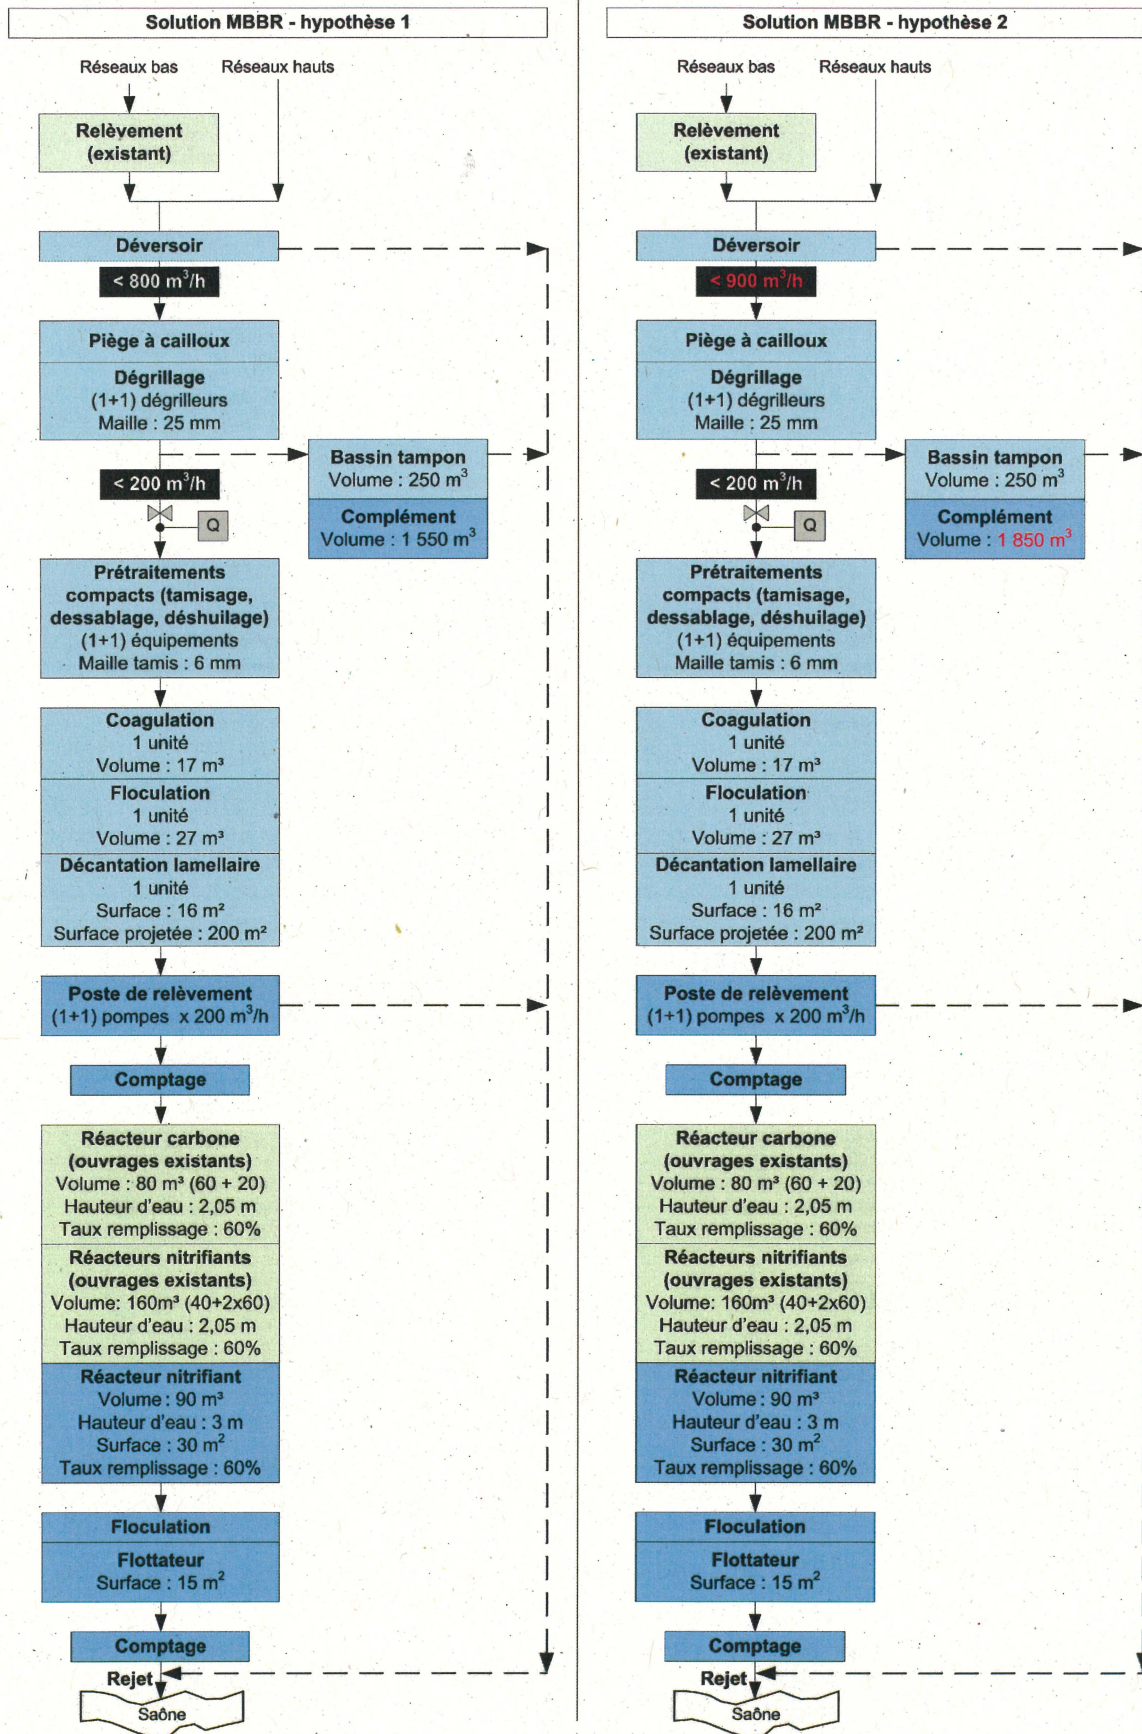 Solution MBBR - hypothèse 1
Réseaux bas
Réseaux hauts
Relèvement
(existant)
Déversoir
< 800 m³/h
Piège à cailloux
Dégrillage
(1+1) dégrilleurs
Maille : 25 mm
Bassin tampon
Volume : 250 m³
Complément
Volume : 1 550 m³
< 200 m³/h
Q
Prétraitements
compacts (tamisage,
dessablage, déshuilage)
(1+1) équipements
Maille tamis : 6 mm
Coagulation
1 unité
Volume : 17 m³
Floculation
1 unité
Volume : 27 m³
Décantation lamellaire
1 unité
Surface : 16 m²
Surface projetée : 200 m²
Poste de relèvement
(1+1) pompes x 200 m³/h
Comptage
Réacteur carbone
(ouvrages existants)
Volume : 80 m³ (60 + 20)
Hauteur d'eau : 2,05 m
Taux remplissage : 60%
Réacteurs nitrifiants
(ouvrages existants)
Volume: 160m³ (40+2x60)
Hauteur d'eau : 2,05 m
Taux remplissage : 60%
Réacteur nitrifiant
Volume : 90 m³
Hauteur d'eau : 3 m
Surface : 30 m²
Taux remplissage : 60%
Floculation
Flottateur
Surface : 15 m²
Comptage
Rejet
Saône
Solution MBBR - hypothèse 2
Réseaux bas
Réseaux hauts
Relèvement
(existant)
Déversoir
< 900 m³/h
Piège à cailloux
Dégrillage
(1+1) dégrilleurs
Maille : 25 mm
Bassin tampon
Volume : 250 m³
Complément
Volume : 1 850 m³
< 200 m³/h
Q
Prétraitements
compacts (tamisage,
dessablage, déshuilage)
(1+1) équipements
Maille tamis : 6 mm
Coagulation
1 unité
Volume : 17 m³
Floculation
1 unité
Volume : 27 m³
Décantation lamellaire
1 unité
Surface : 16 m²
Surface projetée : 200 m²
Poste de relèvement
(1+1) pompes x 200 m³/h
Comptage
Réacteur carbone
(ouvrages existants)
Volume : 80 m³ (60 + 20)
Hauteur d'eau : 2,05 m
Taux remplissage : 60%
Réacteurs nitrifiants
(ouvrages existants)
Volume: 160m³ (40+2x60)
Hauteur d'eau : 2,05 m
Taux remplissage : 60%
Réacteur nitrifiant
Volume : 90 m³
Hauteur d'eau : 3 m
Surface : 30 m²
Taux remplissage : 60%
Floculation
Flottateur
Surface : 15 m²
Comptage
Rejet
Saône